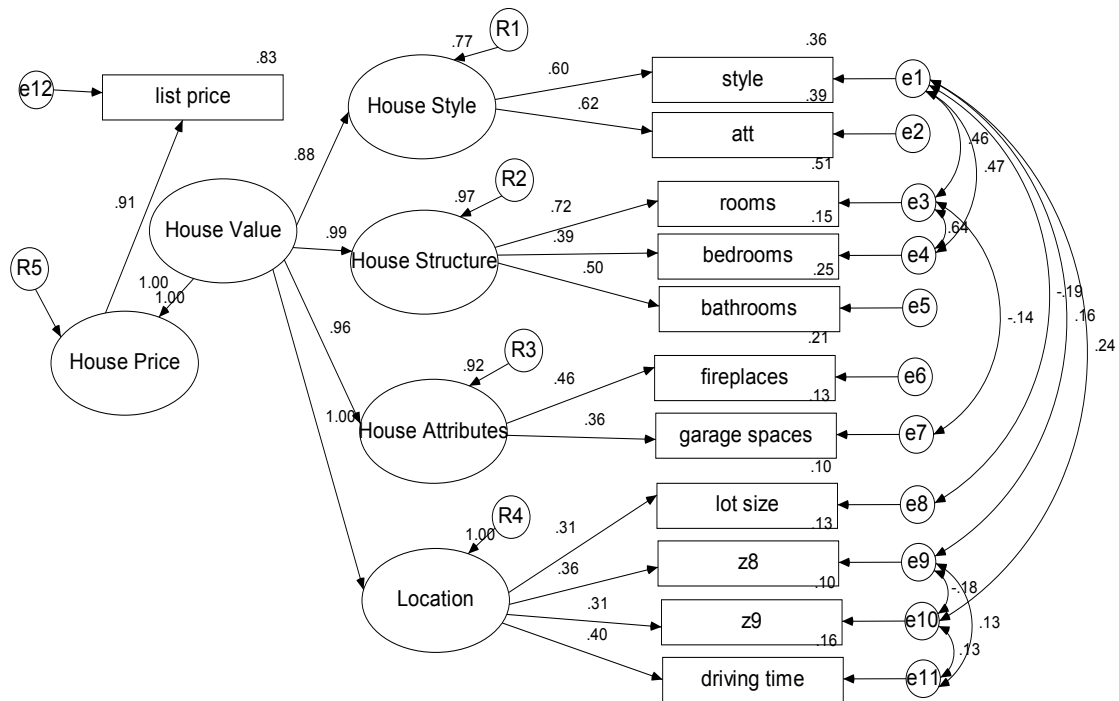 R1
.77
.36
.83
e12
list price
House Style
.60
style
e1
.39
.62
att
e2
.46
.47
.88
.51
R2
.97
.91
House Value
.72
rooms
e3
.15
.99
House Structure
.39
bedrooms
e4
.64
.25
R5
1.00
1.00
.50
bathrooms
e5
-.19
.16
-.14
.21
.24
.96
R3
House Price
.92
.46
fireplaces
e6
.13
1.00
House Attributes
.36
garage spaces
e7
.10
R4
.31
lot size
e8
1.00
.13
.36
z8
e9
.10
-.18
Location
.31
z9
e10
.13
.40
.16
.13
driving time
e11